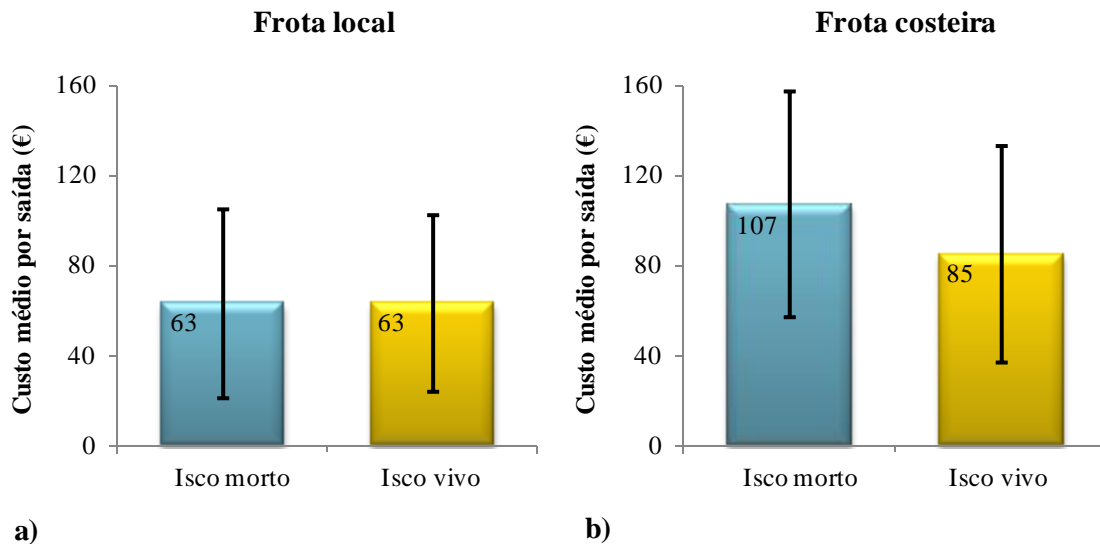 Frota local
Custo médio por saída (€)
160
120
80
40
0
63
63
Isco morto
Isco vivo
a)
Frota costeira
Custo médio por saída (€)
160
120
80
40
0
107
85
Isco morto
Isco vivo
b)